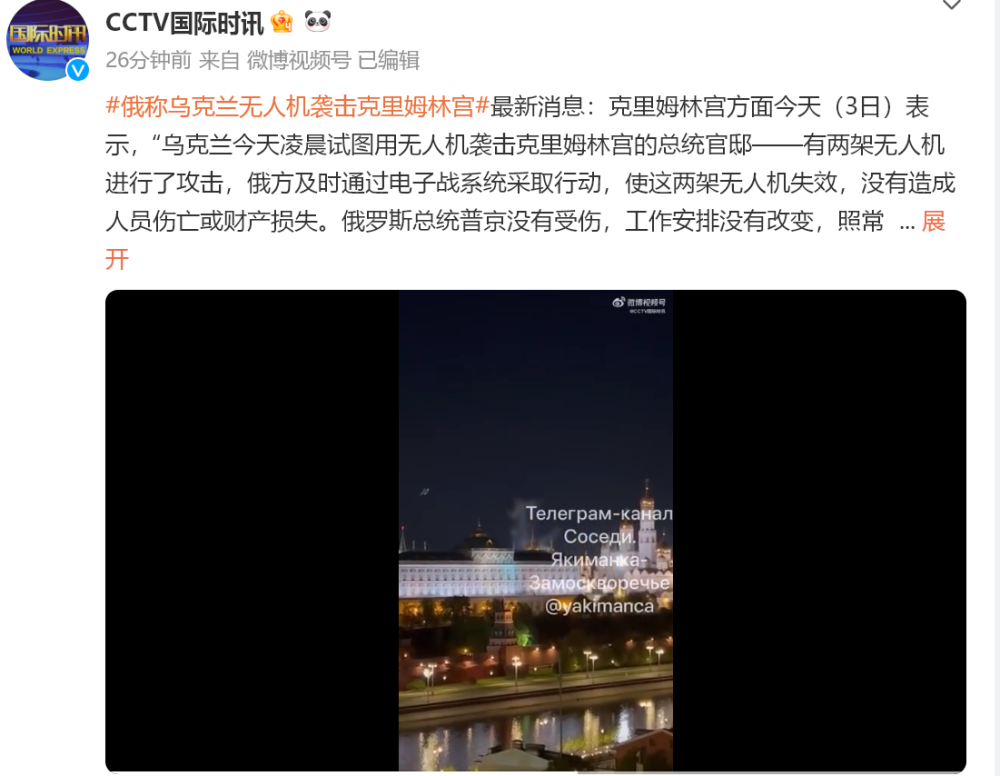 国际时讯
WORLD EXPRESS
CCTV国际时讯
26分钟前 来自 微博视频号 已编辑
#俄称乌克兰无人机袭击克里姆林宫#最新消息：克里姆林宫方面今天（3日）表
示，“乌克兰今天凌晨试图用无人机袭击克里姆林宫的总统官邸——有两架无人机
进行了攻击，俄方及时通过电子战系统采取行动，使这两架无人机失效，没有造成
人员伤亡或财产损失。俄罗斯总统普京没有受伤，工作安排没有改变，照常 ... 展
开
微博视频号
@CCTV国际时讯
Телеграм-канал
Соседи.
Якиманка-
Замоскворечье
@yakimanca